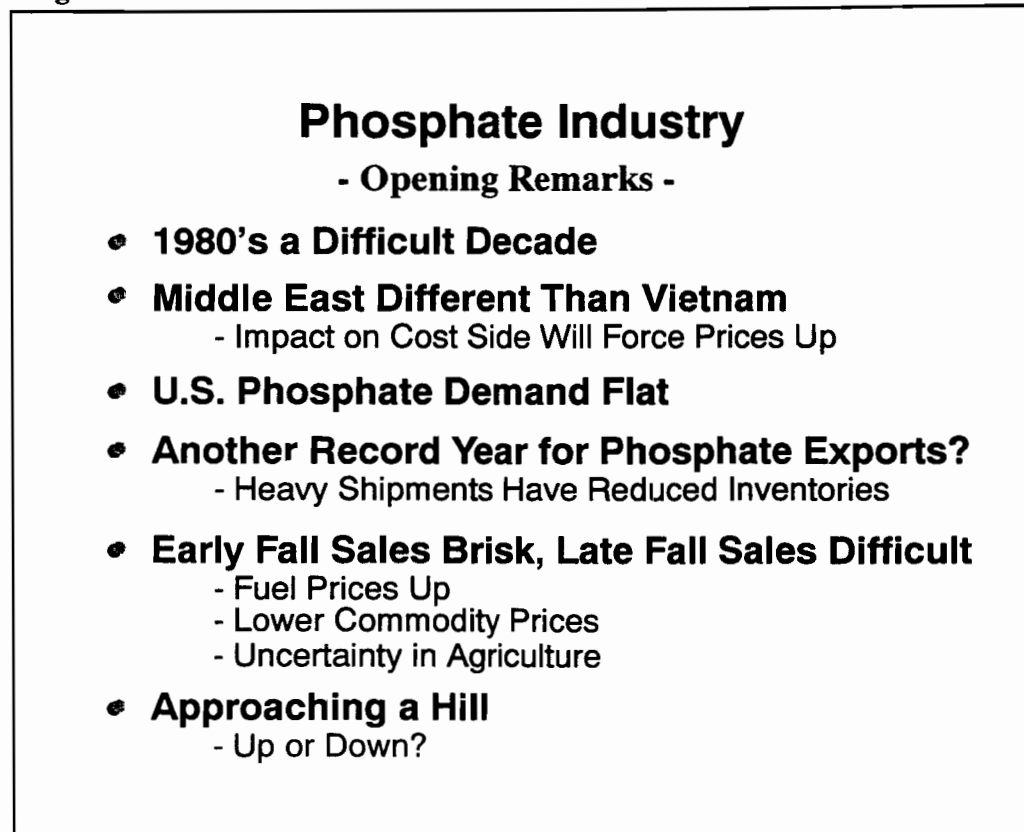 Phosphate Industry
- Opening Remarks -
• 1980's a Difficult Decade
• Middle East Different Than Vietnam
- Impact on Cost Side Will Force Prices Up
• U.S. Phosphate Demand Flat
• Another Record Year for Phosphate Exports?
- Heavy Shipments Have Reduced Inventories
• Early Fall Sales Brisk, Late Fall Sales Difficult
- Fuel Prices Up
- Lower Commodity Prices
- Uncertainty in Agriculture
• Approaching a Hill
- Up or Down?